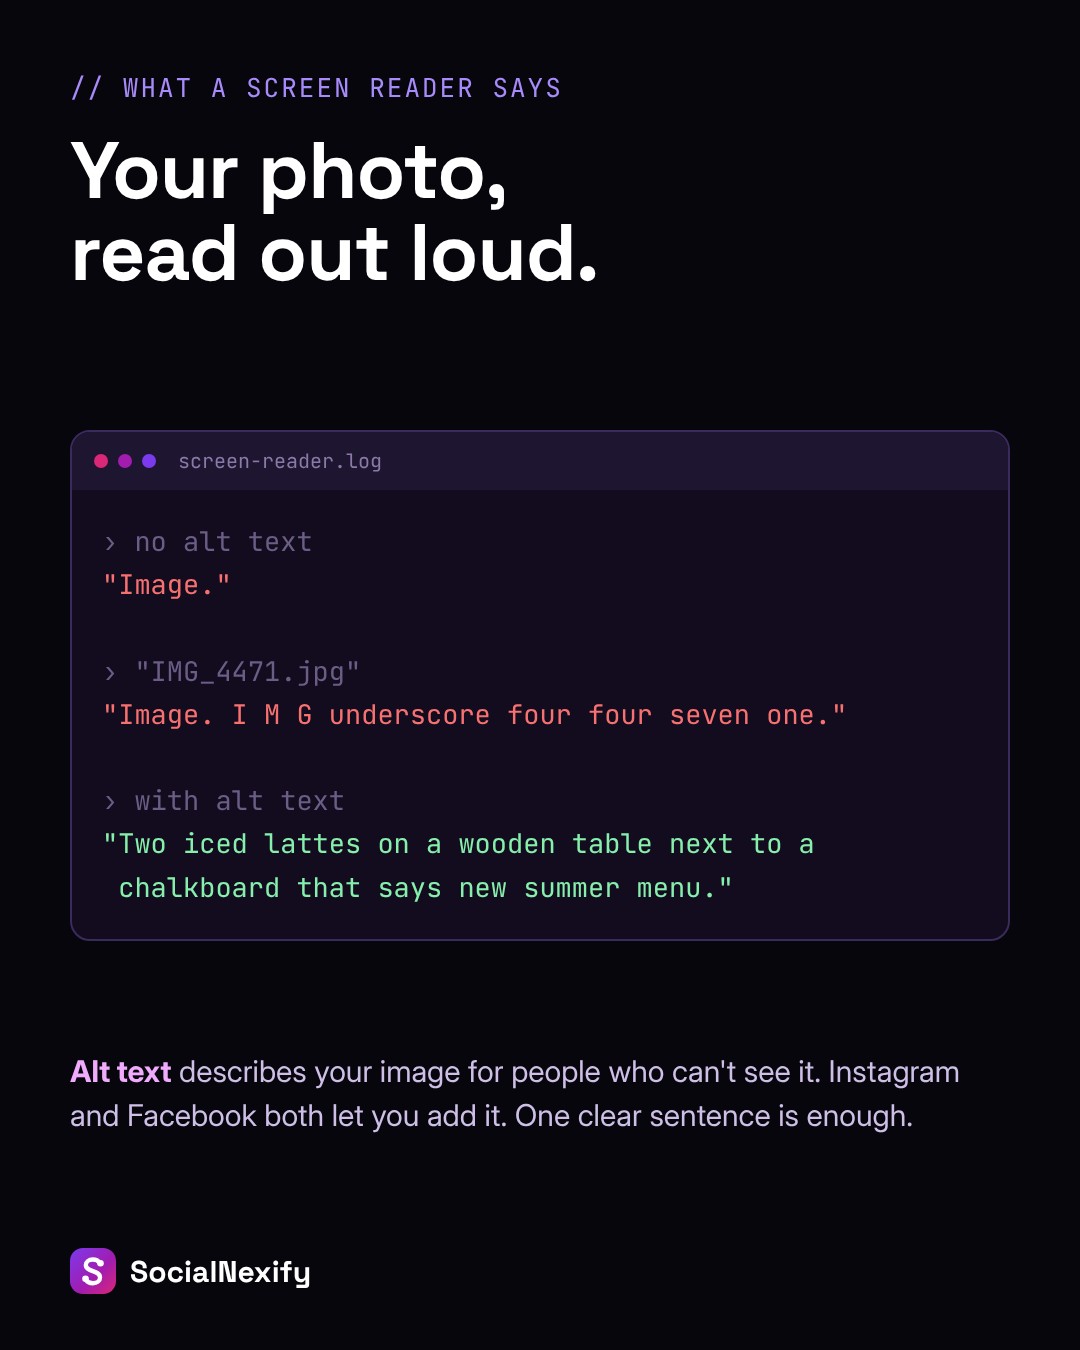 // WHAT A SCREEN READER SAYS
Your photo,
read out loud.
screen-reader.log
› no alt text
"Image."
› "IMG_4471.jpg"
"Image. I M G underscore four four seven one."
› with alt text
"Two iced lattes on a wooden table next to a
chalkboard that says new summer menu."
Alt text describes your image for people who can't see it. Instagram
and Facebook both let you add it. One clear sentence is enough.
S SocialNexify